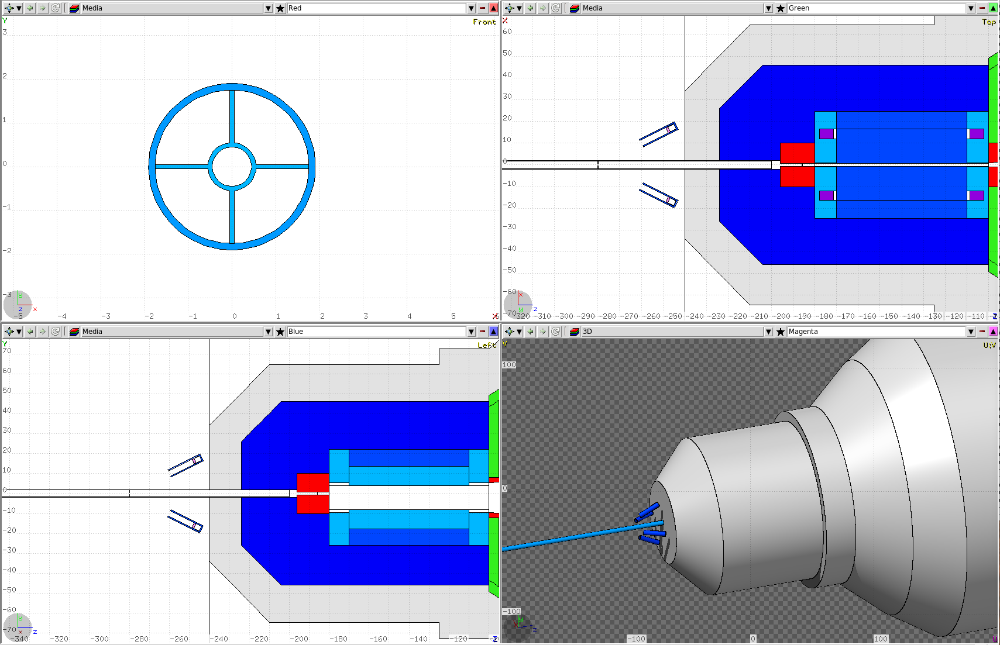 Media Red
Y Front
3
2
1
0
-1
-2
-3
-5 -4 -3 -2 -1 0 1 2 3 4 5
y
z x
Media Green
X Top
60
50
40
30
20
10
0
-10
-20
-30
-40
-50
-60
-70
-320 -310 -300 -290 -280 -270 -260 -250 -240 -230 -220 -210 -200 -190 -180 -170 -160 -150 -140 -130 -120 -110 Z
x
y z
Media Blue
Y Left
70
60
50
40
30
20
10
0
-10
-20
-30
-40
-50
-60
-70
-340 -320 -300 -280 -260 -240 -220 -200 -180 -160 -140 -120 Z
y
x z
3D Magenta
V U:V
100
0
-100
-100 0 100 U
y
x z